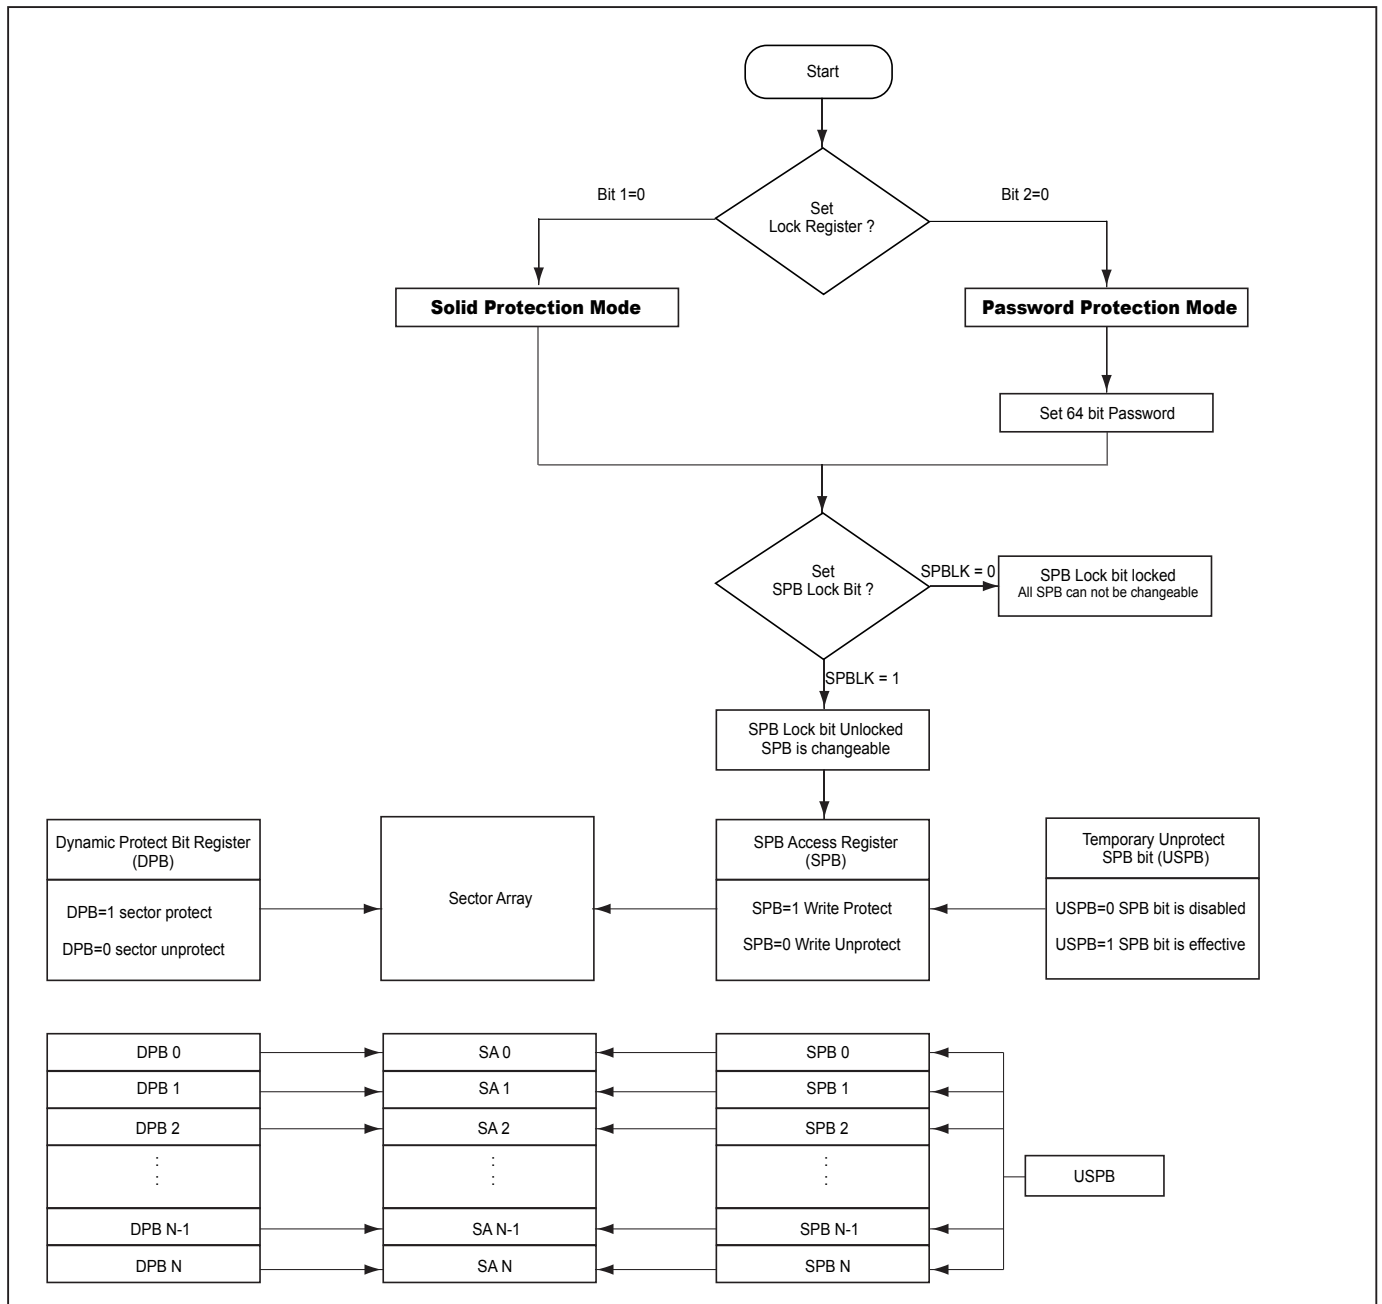 Start
Bit 1=0
Bit 2=0
Set
Lock Register ?
Solid Protection Mode
Password Protection Mode
Set 64 bit Password
Set
SPB Lock Bit ?
SPBLK = 0
SPB Lock bit locked
All SPB can not be changeable
SPBLK = 1
SPB Lock bit Unlocked
SPB is changeable
Dynamic Protect Bit Register
(DPB)
DPB=1 sector protect
DPB=0 sector unprotect
Sector Array
SPB Access Register
(SPB)
SPB=1 Write Protect
SPB=0 Write Unprotect
Temporary Unprotect
SPB bit (USPB)
USPB=0 SPB bit is disabled
USPB=1 SPB bit is effective
DPB 0
SA 0
SPB 0
DPB 1
SA 1
SPB 1
DPB 2
SA 2
SPB 2
:
:
:
:
:
:
USPB
DPB N-1
SA N-1
SPB N-1
DPB N
SA N
SPB N